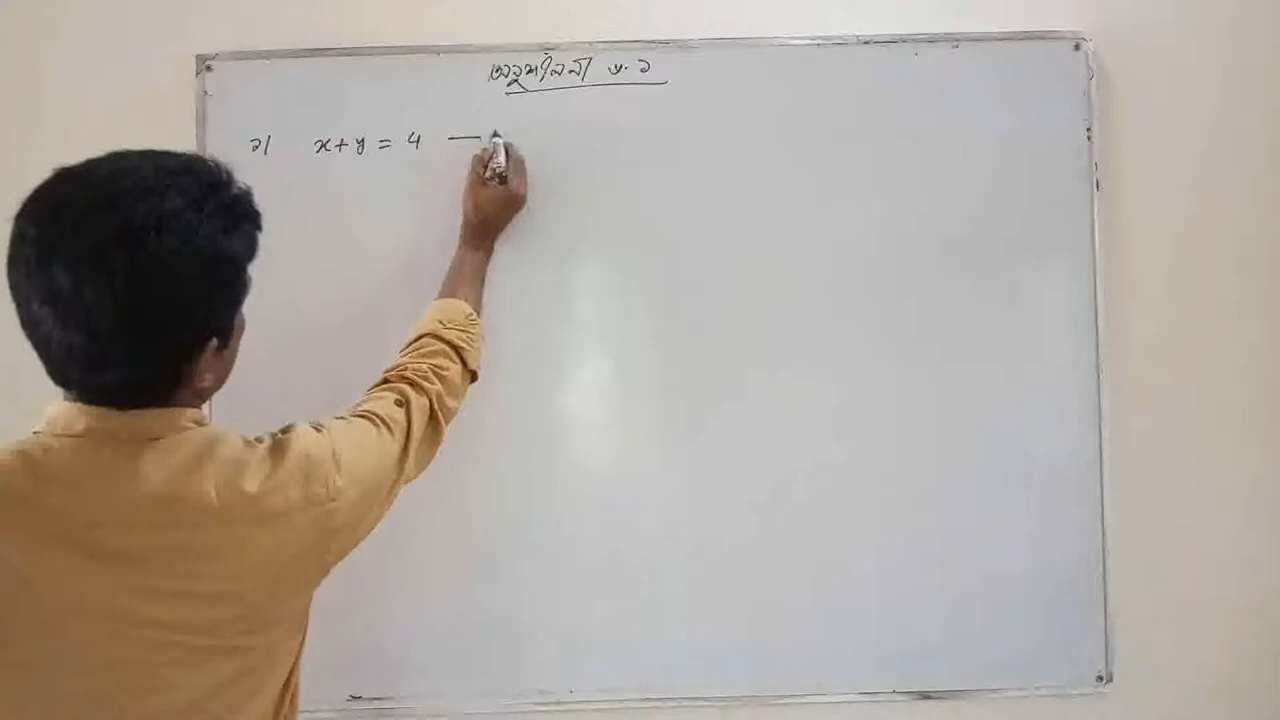 অনুশীলনী ৬.১
১। x + y = 4 —